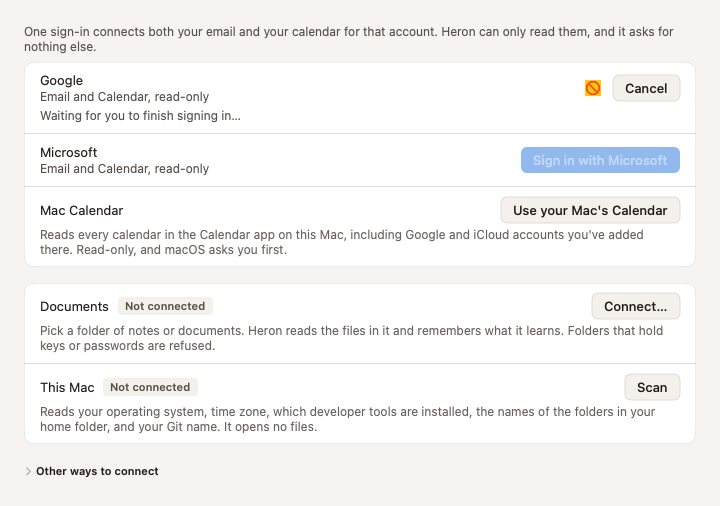 One sign-in connects both your email and your calendar for that account. Heron can only read them, and it asks for
nothing else.
Google
Email and Calendar, read-only
Waiting for you to finish signing in...
Cancel
Microsoft
Email and Calendar, read-only
Sign in with Microsoft
Mac Calendar
Use your Mac's Calendar
Reads every calendar in the Calendar app on this Mac, including Google and iCloud accounts you've added
there. Read-only, and macOS asks you first.
Documents
Not connected
Connect...
Pick a folder of notes or documents. Heron reads the files in it and remembers what it learns. Folders that hold
keys or passwords are refused.
This Mac
Not connected
Scan
Reads your operating system, time zone, which developer tools are installed, the names of the folders in your
home folder, and your Git name. It opens no files.
Other ways to connect